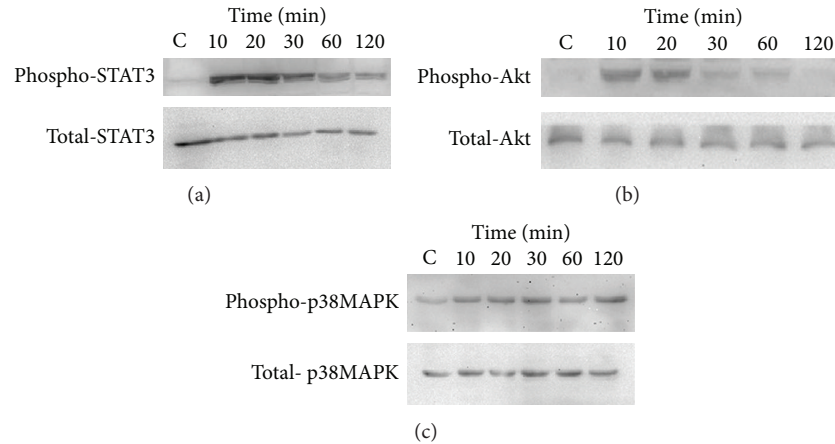 Time (min)
C 10 20 30 60 120
Phospho-STAT3
Total-STAT3
(a)
Time (min)
C 10 20 30 60 120
Phospho-Akt
Total-Akt
(b)
Time (min)
C 10 20 30 60 120
Phospho-p38MAPK
Total- p38MAPK
(c)